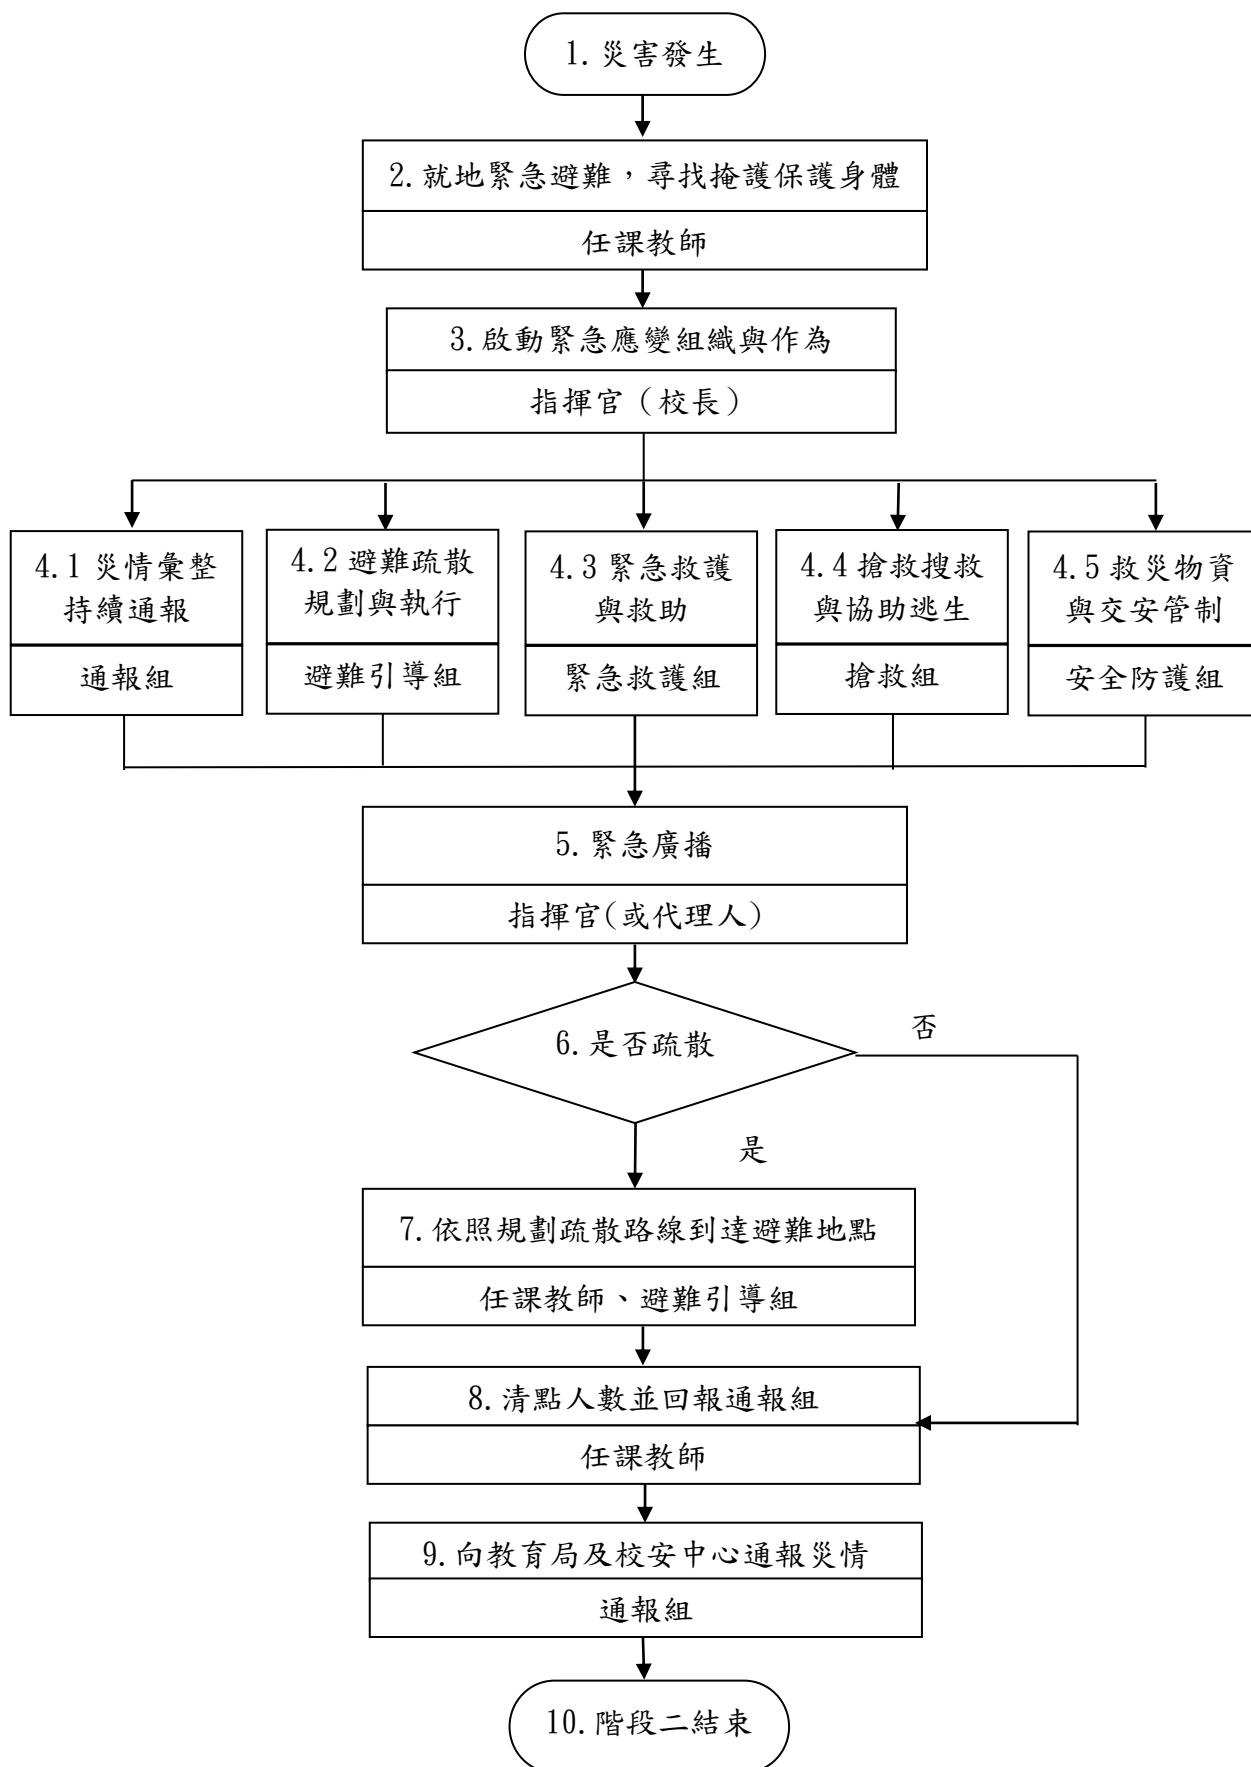 1.災害發生
2.就地緊急避難，尋找掩護保護身體
任課教師
3.啟動緊急應變組織與作為
指揮官（校長）
4.1 災情彙整
持續通報
通報組
4.2 避難疏散
規劃與執行
避難引導組
4.3 緊急救護
與救助
緊急救護組
4.4 搶救搜救
與協助逃生
搶救組
4.5 救災物資
與交安管制
安全防護組
5.緊急廣播
指揮官(或代理人)
6.是否疏散
否
是
7.依照規劃疏散路線到達避難地點
任課教師、避難引導組
8.清點人數並回報通報組
任課教師
9.向教育局及校安中心通報災情
通報組
10.階段二結束